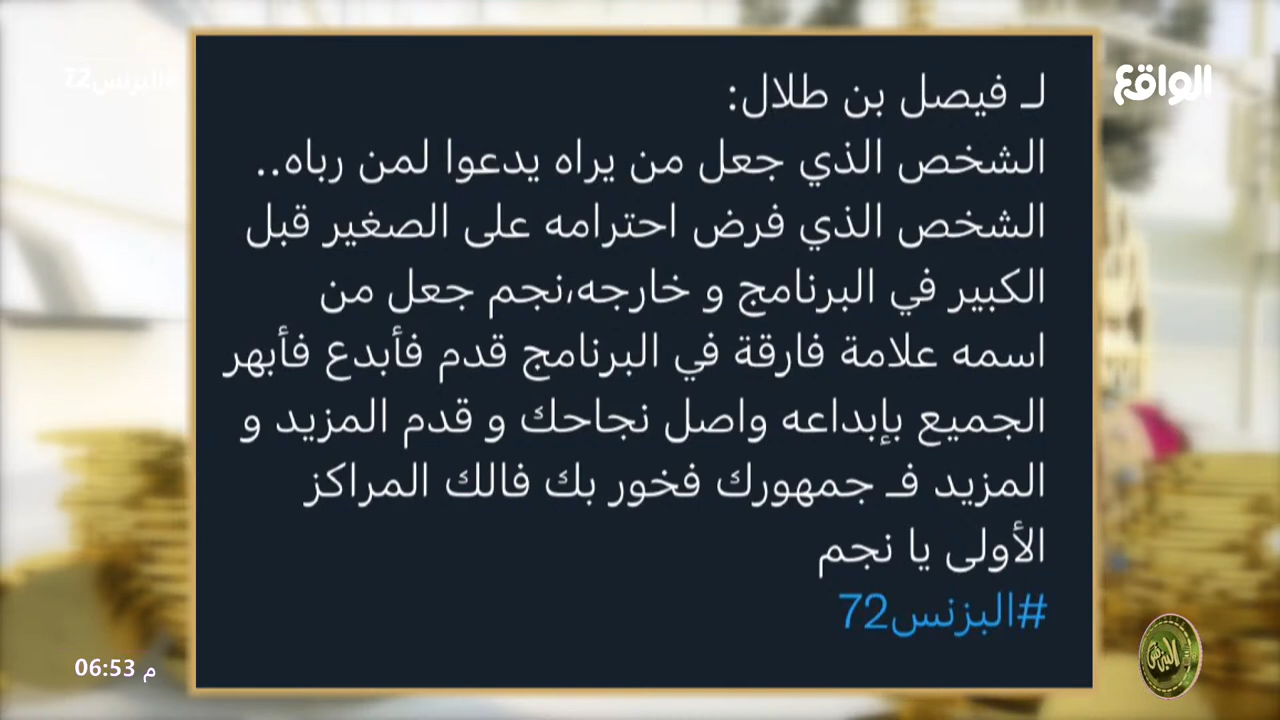 الواقع
#البزنس72
لـ فيصل بن طلال:
الشخص الذي جعل من يراه يدعوا لمن رباه..
الشخص الذي فرض احترامه على الصغير قبل
الكبير في البرنامج و خارجه،نجم جعل من
اسمه علامة فارقة في البرنامج قدم فأبدع فأبهر
الجميع بإبداعه واصل نجاحك و قدم المزيد و
المزيد فـ جمهورك فخور بك فالك المراكز
الأولى يا نجم
#البزنس72
البزنس
06:53 م